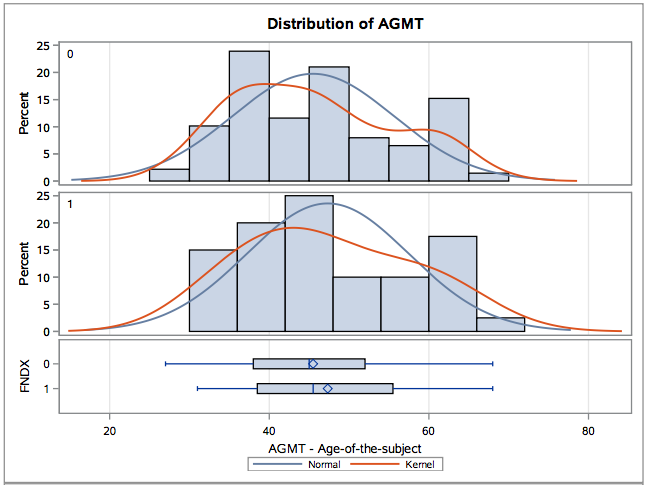 Distribution of AGMT
0
25
20
15
10
5
0
Percent
1
25
20
15
10
5
0
Percent
0
1
FNDX
20 40 60 80
AGMT - Age-of-the-subject
Normal Kernel